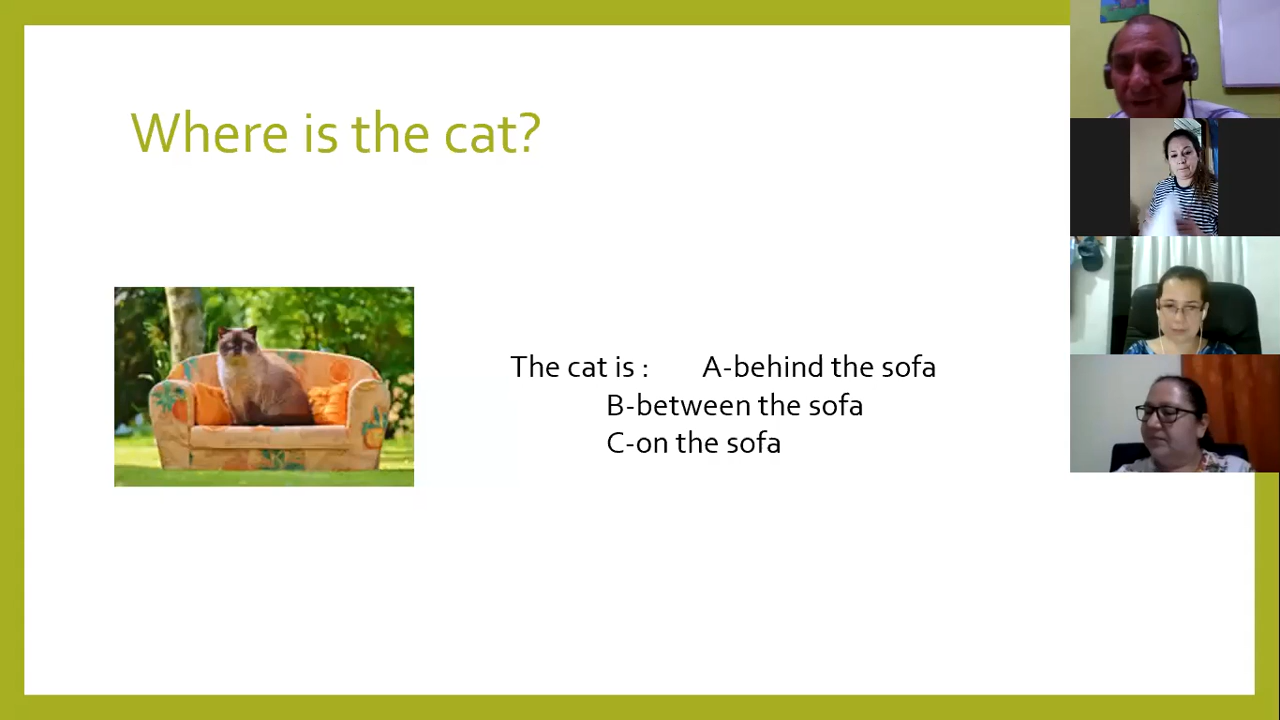 Where is the cat?
The cat is : A-behind the sofa
B-between the sofa
C-on the sofa